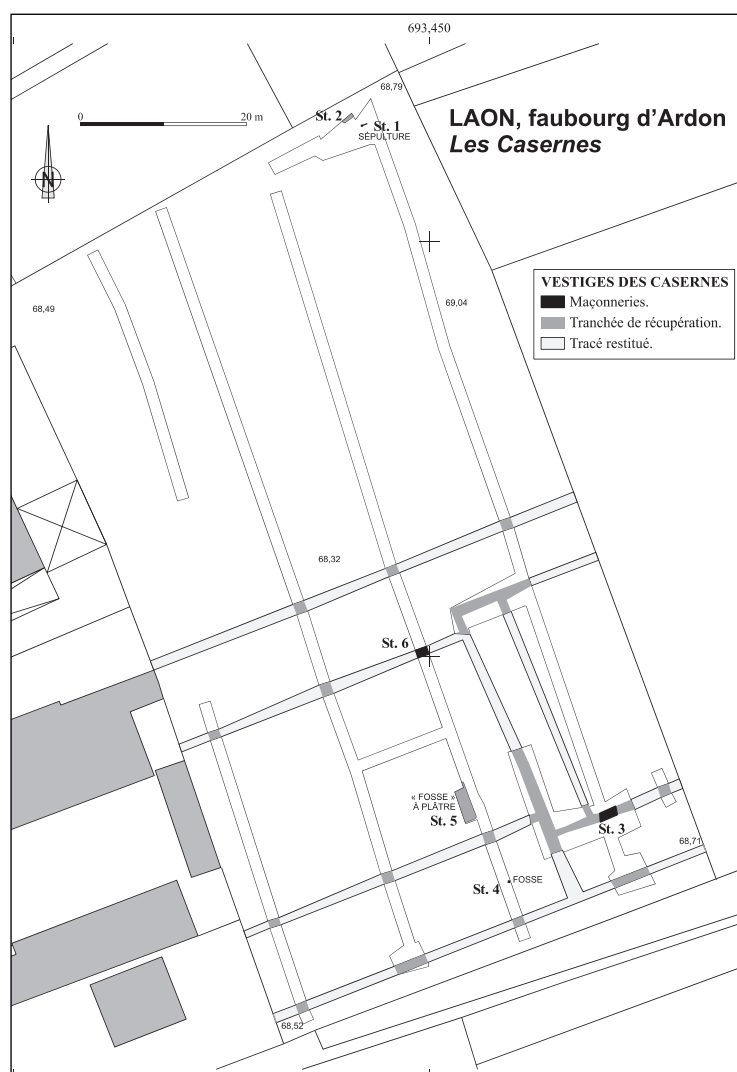 693,450
68,79
0 20 m
St. 2
St. 1
SÉPULTURE
LAON, faubourg d'Ardon
Les Casernes
N
VESTIGES DES CASERNES
Maçonneries.
Tranchée de récupération.
Tracé restitué.
69,04
68,49
68,32
St. 6
« FOSSE »
À PLÂTRE
St. 5
St. 3
68,71
St. 4
FOSSE
68,52